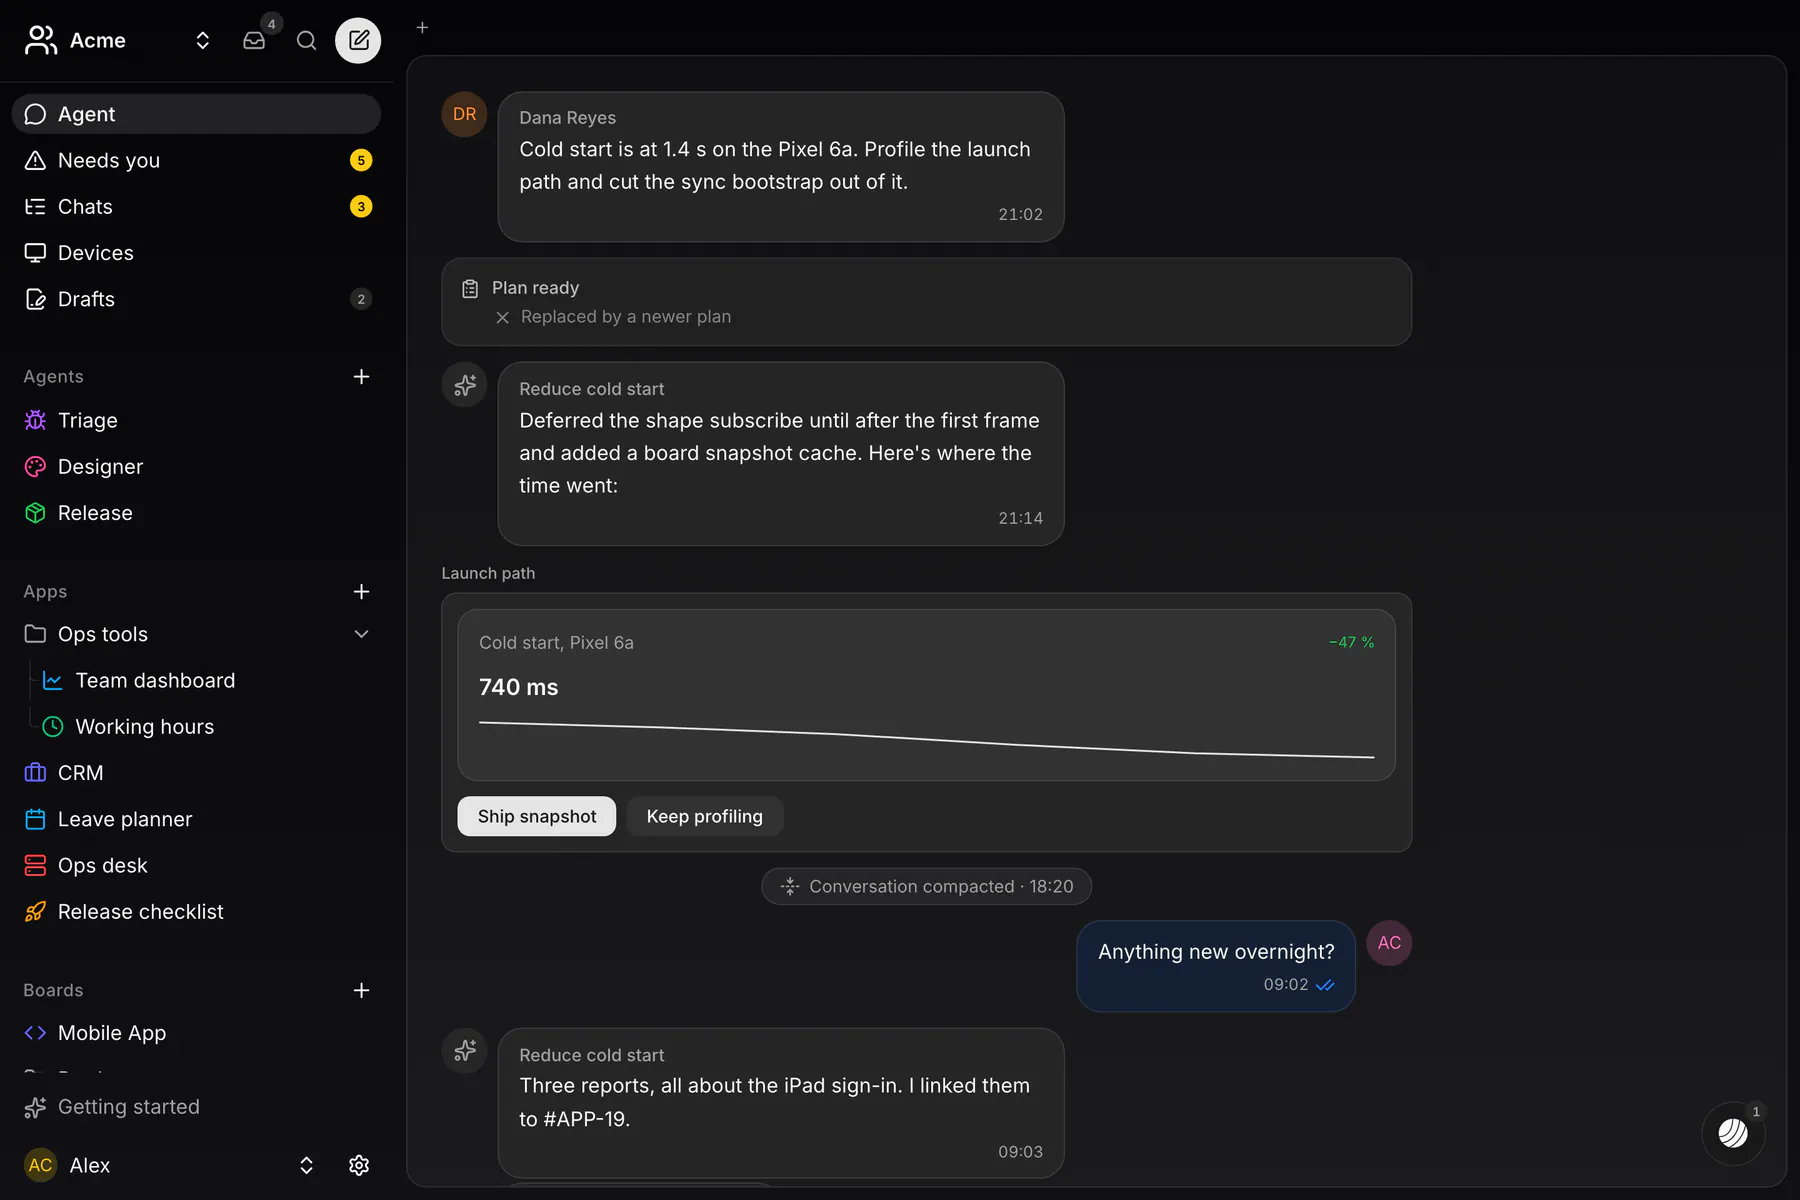 Acme
4
Agent
Needs you
5
Chats
3
Devices
Drafts
2
Agents
Triage
Designer
Release
Apps
Ops tools
Team dashboard
Working hours
CRM
Leave planner
Ops desk
Release checklist
Boards
Mobile App
Getting started
AC
Alex
DR
Dana Reyes
Cold start is at 1.4 s on the Pixel 6a. Profile the launch
path and cut the sync bootstrap out of it.
21:02
Plan ready
Replaced by a newer plan
Reduce cold start
Deferred the shape subscribe until after the first frame
and added a board snapshot cache. Here's where the
time went:
21:14
Launch path
Cold start, Pixel 6a
−47 %
740 ms
Ship snapshot
Keep profiling
Conversation compacted · 18:20
Anything new overnight?
09:02
AC
Reduce cold start
Three reports, all about the iPad sign-in. I linked them
to #APP-19.
09:03
1